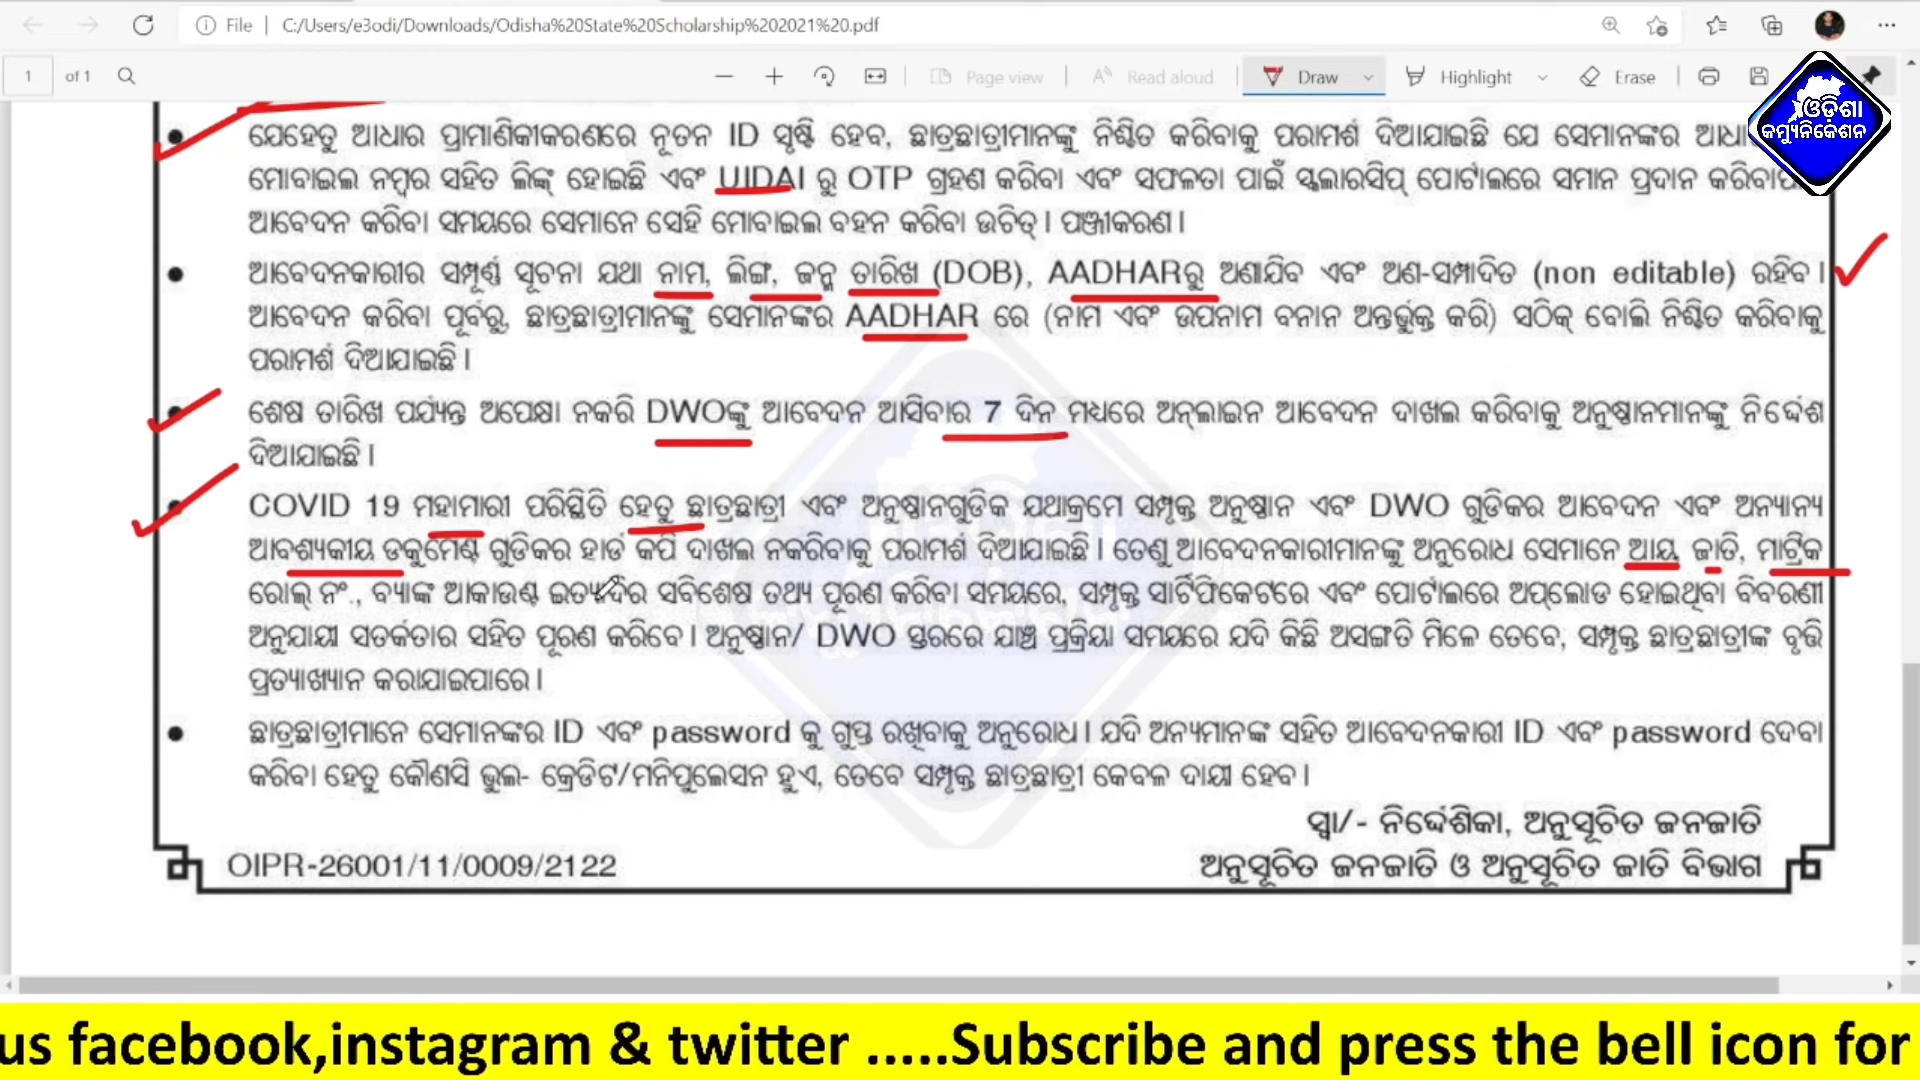 File
C:/Users/e3odi/Downloads/Odisha%20State%20Scholarship%202021%20.pdf
1 of 1
Page view
Read aloud
Draw
Highlight
Erase
ଓଡ଼ିଶା
କମ୍ୟୁନିକେଶନ
ଯେହେତୁ ଆଧାର ପ୍ରାମାଣିକୀକରଣରେ ନୂତନ ID ସୃଷ୍ଟି ହେବ, ଛାତ୍ରଛାତ୍ରୀମାନଙ୍କୁ ନିଶ୍ଚିତ କରିବାକୁ ପରାମର୍ଶ ଦିଆଯାଇଛି ଯେ ସେମାନଙ୍କର
ମୋବାଇଲ ନମ୍ବର ସହିତ ଲିଙ୍କ୍ ହୋଇଛି ଏବଂ UIDAI ରୁ OTP ଗ୍ରହଣ କରିବା ଏବଂ ସଫଳତା ପାଇଁ ସ୍କଲାରସିପ୍ ପୋର୍ଟାଲରେ ସମାନ ପ୍ରଦାନ
ଆବେଦନ କରିବା ସମୟରେ ସେମାନେ ସେହି ମୋବାଇଲ ବହନ କରିବା ଉଚିତ୍ । ପଞ୍ଜୀକରଣ ।
ଆବେଦନକାରୀର ସମ୍ପୂର୍ଣ୍ଣ ସୂଚନା ଯଥା ନାମ, ଲିଙ୍ଗ, ଜନ୍ମ ତାରିଖ (DOB), AADHARରୁ ଅଣାଯିବ ଏବଂ ଅଣ-ସମ୍ପାଦିତ (non editable) ରହିବ ।
ଆବେଦନ କରିବା ପୂର୍ବରୁ, ଛାତ୍ରଛାତ୍ରୀମାନଙ୍କୁ ସେମାନଙ୍କର AADHAR ରେ (ନାମ ଏବଂ ଉପନାମ ବନାନ ଅନ୍ତର୍ଭୁକ୍ତ କରି) ସଠିକ୍ ବୋଲି ନିଶ୍ଚିତ କରିବାକୁ
ପରାମର୍ଶ ଦିଆଯାଇଛି ।
ଶେଷ ତାରିଖ ପର୍ଯ୍ୟନ୍ତ ଅପେକ୍ଷା ନକରି DWOଙ୍କୁ ଆବେଦନ ଆସିବାର 7 ଦିନ ମଧ୍ୟରେ ଅନ୍‌ଲାଇନ ଆବେଦନ ଦାଖଲ କରିବାକୁ ଅନୁଷ୍ଠାନମାନଙ୍କୁ ନିର୍ଦ୍ଦେଶ
ଦିଆଯାଇଛି ।
COVID 19 ମହାମାରୀ ପରିସ୍ଥିତି ହେତୁ ଛାତ୍ରଛାତ୍ରୀ ଏବଂ ଅନୁଷ୍ଠାନଗୁଡିକ ଯଥାକ୍ରମେ ସମ୍ପୃକ୍ତ ଅନୁଷ୍ଠାନ ଏବଂ DWO ଗୁଡିକର ଆବେଦନ ଏବଂ ଅନ୍ୟାନ୍ୟ
ଆବଶ୍ୟକୀୟ ଡକୁମେଣ୍ଟ ଗୁଡିକର ହାର୍ଡ କପି ଦାଖଲ ନକରିବାକୁ ପରାମର୍ଶ ଦିଆଯାଇଛି । ତେଣୁ ଆବେଦନକାରୀମାନଙ୍କୁ ଅନୁରୋଧ ସେମାନେ ଆୟ, ଜାତି, ମାଟ୍ରିକ
ରୋଲ୍ ନଂ., ବ୍ୟାଙ୍କ ଆକାଉଣ୍ଟ ଇତ୍ୟାଦିର ସବିଶେଷ ତଥ୍ୟ ପୂରଣ କରିବା ସମୟରେ, ସମ୍ପୃକ୍ତ ସାର୍ଟିଫିକେଟରେ ଏବଂ ପୋର୍ଟାଲରେ ଅପ୍‌ଲୋଡ ହୋଇଥିବା ବିବରଣୀ
ଅନୁଯାୟୀ ସତର୍କତାର ସହିତ ପୂରଣ କରିବେ । ଅନୁଷ୍ଠାନ/ DWO ସ୍ତରରେ ଯାଞ୍ଚ ପ୍ରକ୍ରିୟା ସମୟରେ ଯଦି କିଛି ଅସଙ୍ଗତି ମିଳେ ତେବେ, ସମ୍ପୃକ୍ତ ଛାତ୍ରଛାତ୍ରୀଙ୍କ ବୃତ୍ତି
ପ୍ରତ୍ୟାଖ୍ୟାନ କରାଯାଇପାରେ ।
ଛାତ୍ରଛାତ୍ରୀମାନେ ସେମାନଙ୍କର ID ଏବଂ password କୁ ଗୁପ୍ତ ରଖିବାକୁ ଅନୁରୋଧ । ଯଦି ଅନ୍ୟମାନଙ୍କ ସହିତ ଆବେଦନକାରୀ ID ଏବଂ password ଦେବା
କରିବା ହେତୁ କୌଣସି ଭୁଲ- କ୍ରେଡିଟ/ମନିପୁଲେସନ ହୁଏ, ତେବେ ସମ୍ପୃକ୍ତ ଛାତ୍ରଛାତ୍ରୀ କେବଳ ଦାୟୀ ହେବ ।
ସ୍ୱା/- ନିର୍ଦ୍ଦେଶିକା, ଅନୁସୂଚିତ ଜନଜାତି
OIPR-26001/11/0009/2122
ଅନୁସୂଚିତ ଜନଜାତି ଓ ଅନୁସୂଚିତ ଜାତି ବିଭାଗ
us facebook,instagram & twitter .....Subscribe and press the bell icon for